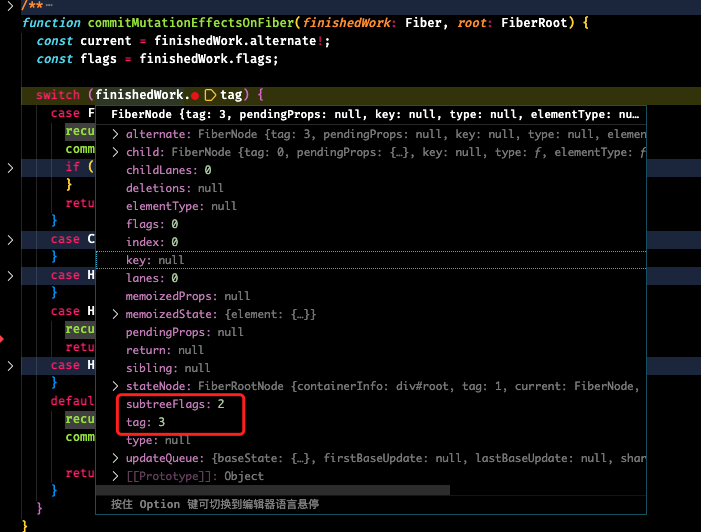 /** ⋯
function commitMutationEffectsOnFiber(finishedWork: Fiber, root: FiberRoot) {
const current = finishedWork.alternate!;
const flags = finishedWork.flags;
switch (finishedWork. tag) {
case F
FiberNode {tag: 3, pendingProps: null, key: null, type: null, elementType: nu…
recu
alternate: FiberNode {tag: 3, pendingProps: null, key: null, type: null, elemen
comm
child: FiberNode {tag: 0, pendingProps: {…}, key: null, type: ƒ, elementType: ƒ
if (
childLanes: 0
}
deletions: null
retu
elementType: null
}
flags: 0
case C
index: 0
}
key: null
case H
lanes: 0
}
memoizedProps: null
case H
memoizedState: {element: {…}}
recu
pendingProps: null
retu
return: null
case H
sibling: null
}
stateNode: FiberRootNode {containerInfo: div#root, tag: 1, current: FiberNode,
defaul
subtreeFlags: 2
recu
tag: 3
comm
type: null
updateQueue: {baseState: {…}, firstBaseUpdate: null, lastBaseUpdate: null, shar
retu
[[Prototype]]: Object
}
按住 Option 键可切换到编辑器语言悬停
}
}